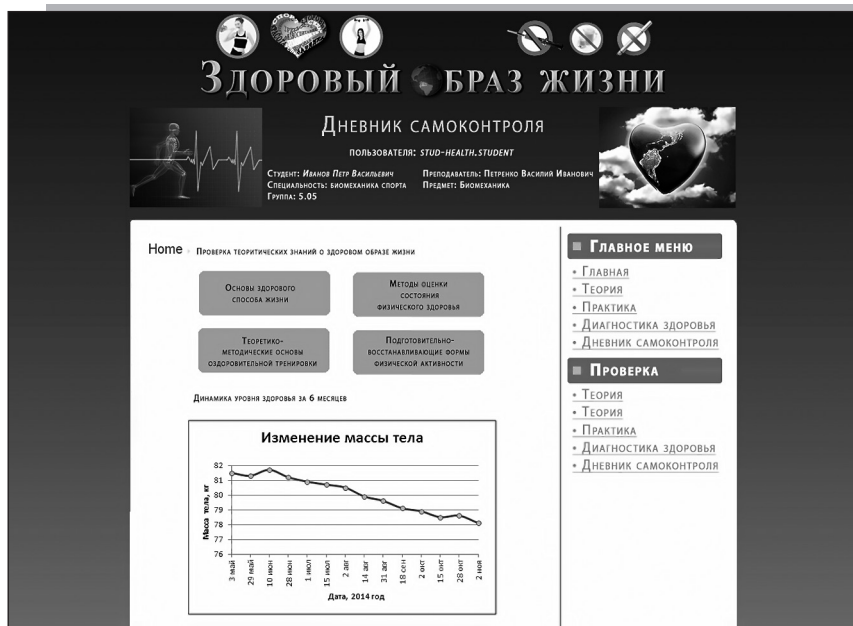 Здоровый образ жизни
Дневник самоконтроля
пользователя: stud-health.student
Студент: Иванов Петр Васильевич
Специальность: биомеханика спорта
Группа: 5.05
Преподаватель: Петренко Василий Иванович
Предмет: Биомеханика
Home » Проверка теоритических знаний о здоровом образе жизни
Основы здорового
способа жизни
Методы оценки
состояния
физического здоровья
Теоретико-
методические основы
оздоровительной тренировки
Подготовительно-
восстанавливающие формы
физической активности
Динамика уровня здоровья за 6 месяцев
Изменение массы тела
Масса тела, кг
82
81
80
79
78
77
76
3 май
29 май
10 июн
28 июн
1 июл
15 июл
2 авг
14 авг
31 авг
18 сен
2 окт
15 окт
28 окт
2 ноя
Дата, 2014 год
Главное меню
• Главная
• Теория
• Практика
• Диагностика здоровья
• Дневник самоконтроля
Проверка
• Теория
• Теория
• Практика
• Диагностика здоровья
• Дневник самоконтроля